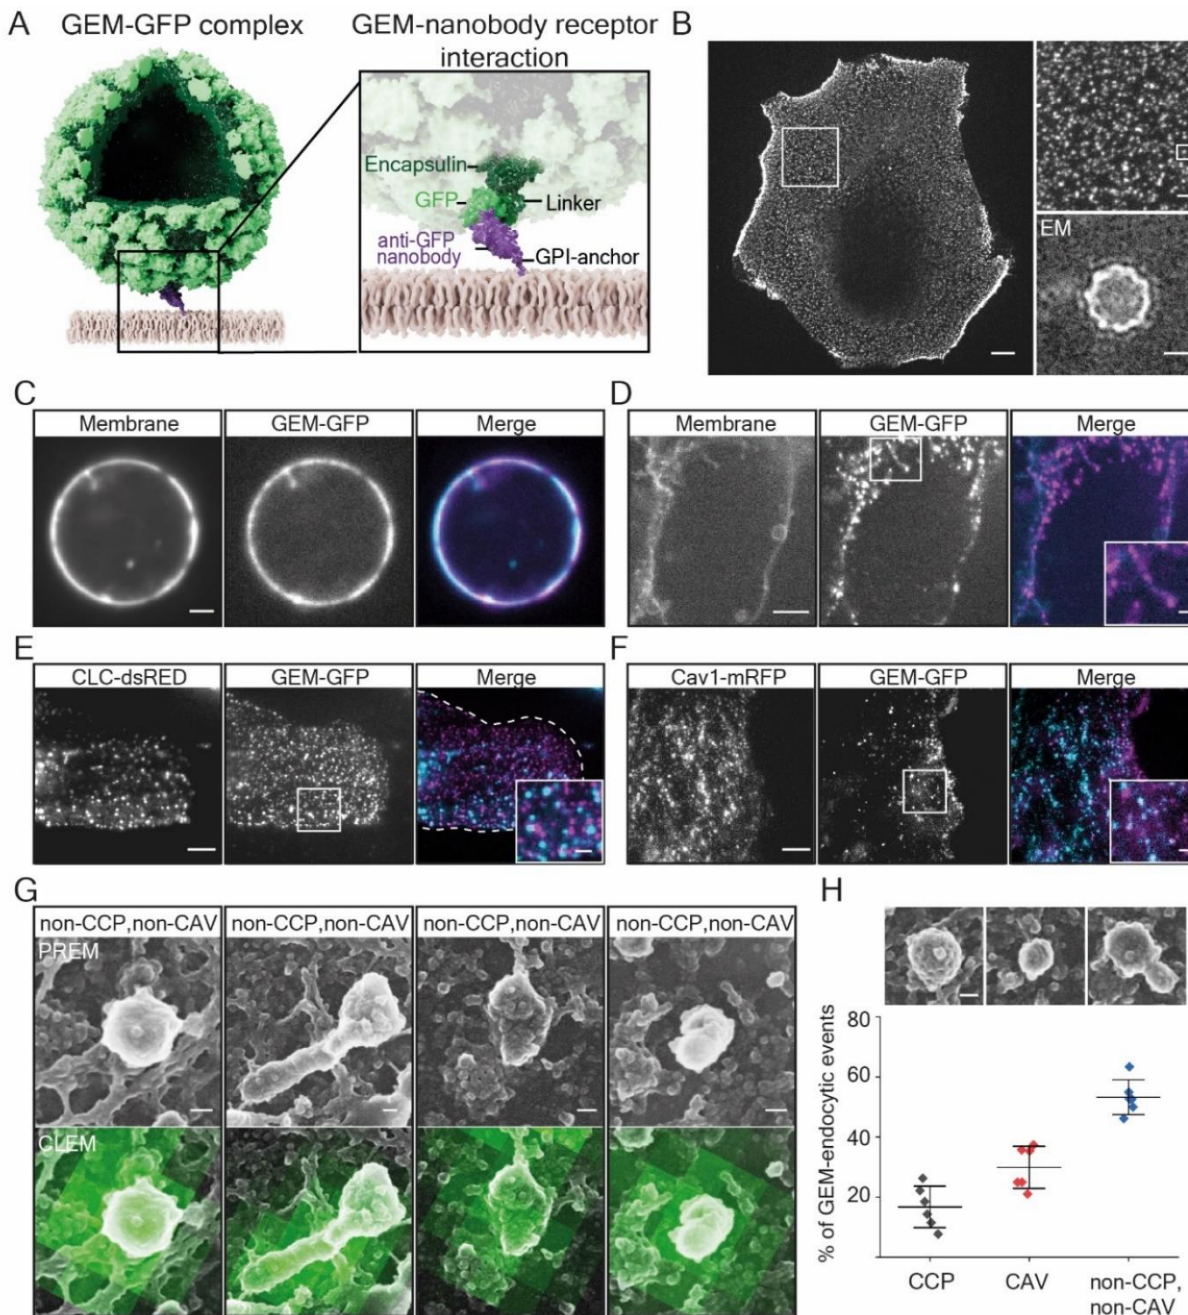 A
GEM-GFP complex
GEM-nanobody receptor
interaction
Encapsulin
GFP
Linker
anti-GFP
nanobody
GPI-anchor
B
EM
C
Membrane
GEM-GFP
Merge
D
Membrane
GEM-GFP
Merge
E
CLC-dsRED
GEM-GFP
Merge
F
Cav1-mRFP
GEM-GFP
Merge
G
non-CCP,non-CAV
non-CCP,non-CAV
non-CCP,non-CAV
non-CCP,non-CAV
PREM
CLEM
H
% of GEM-endocytic events
80
60
40
20
CCP
CAV
non-CCP,
non-CAV